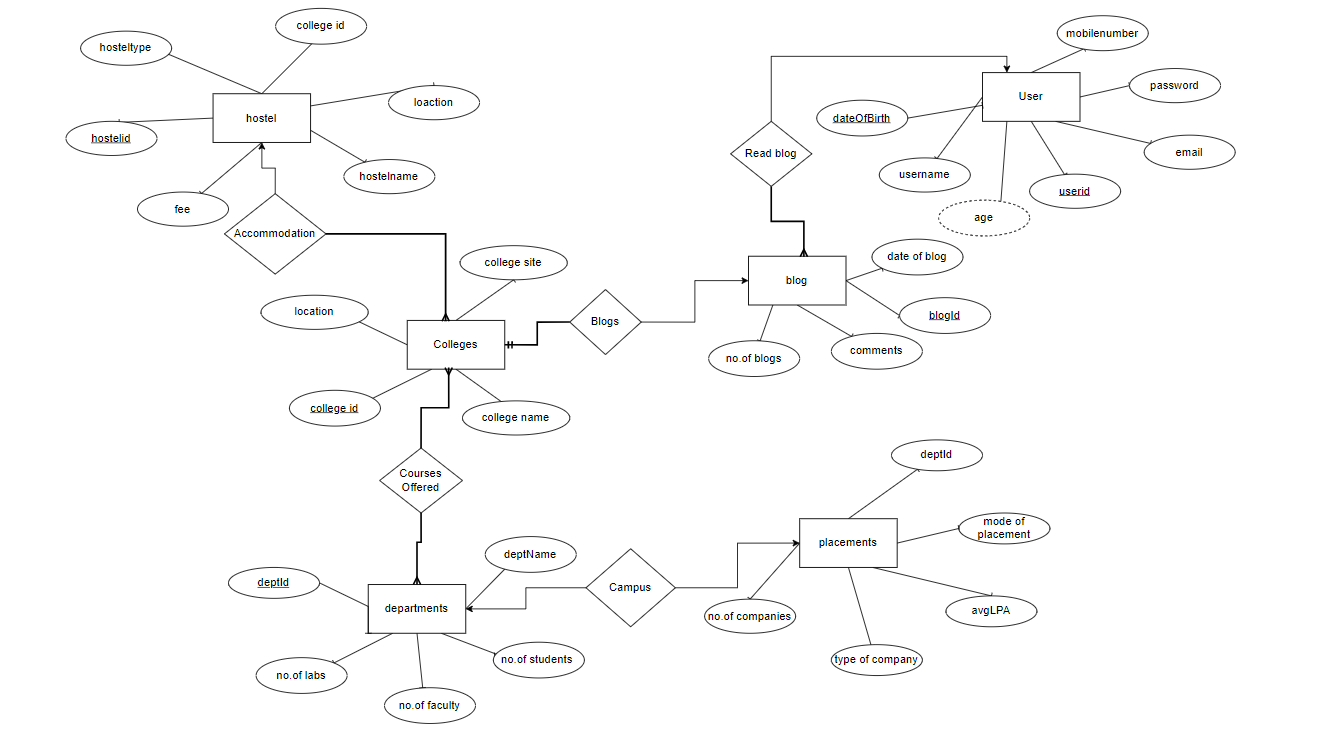 college id
mobilenumber
hosteltype
password
loaction
User
hostel
dateOfBirth
hostelid
Read blog
email
username
hostelname
userid
fee
age
Accommodation
date of blog
college site
blog
location
blogId
Blogs
Colleges
comments
no.of blogs
college id
college name
deptId
Courses
Offered
mode of
placement
placements
deptName
deptId
Campus
departments
avgLPA
no.of companies
no.of students
type of company
no.of labs
no.of faculty